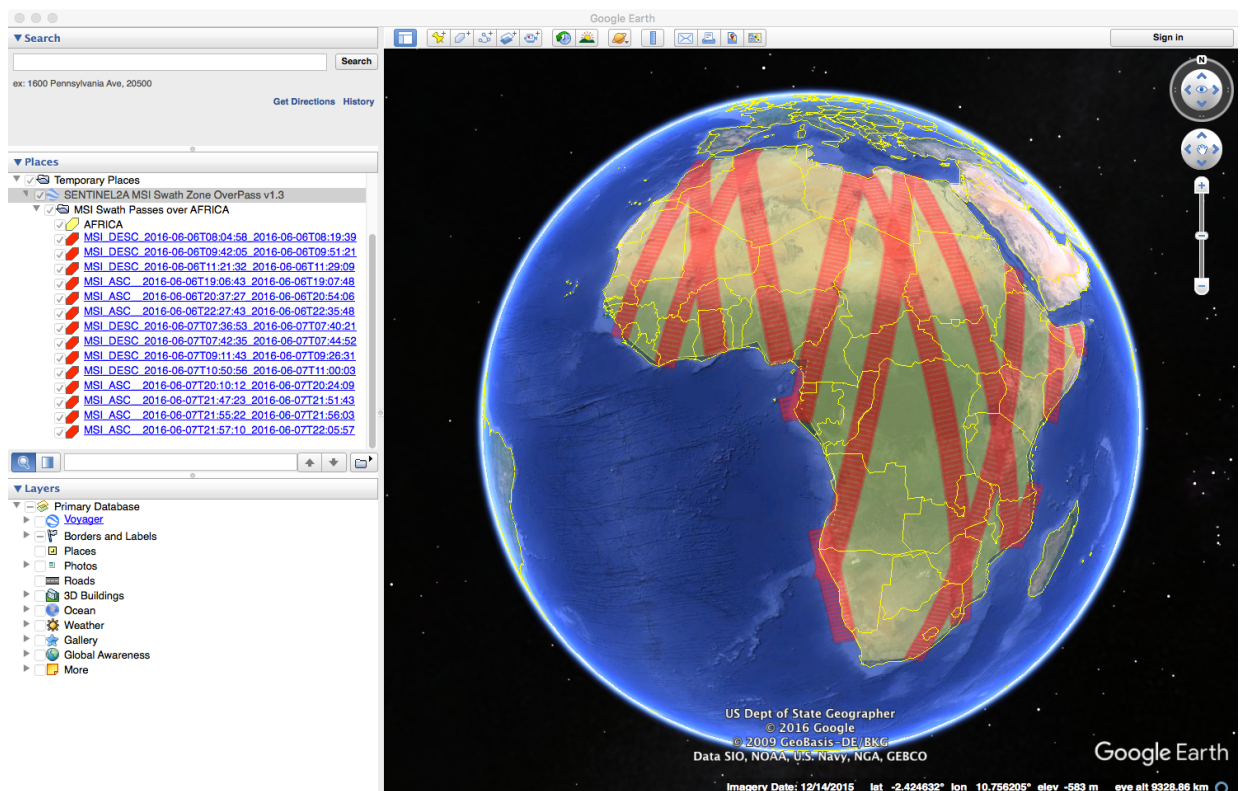 Google Earth
Search
Search
ex: 1600 Pennsylvania Ave, 20500
Get Directions History
Places
Temporary Places
SENTINEL2A MSI Swath Zone OverPass v1.3
MSI Swath Passes over AFRICA
AFRICA
MSI_DESC_2016-06-06T08:04:58_2016-06-06T08:19:39
MSI_DESC_2016-06-06T09:42:05_2016-06-06T09:51:21
MSI_DESC_2016-06-06T11:21:32_2016-06-06T11:29:09
MSI_ASC__2016-06-06T19:06:43_2016-06-06T19:07:48
MSI_ASC__2016-06-06T20:37:27_2016-06-06T20:54:06
MSI_ASC__2016-06-06T22:27:43_2016-06-06T22:35:48
MSI_DESC_2016-06-07T07:36:53_2016-06-07T07:40:21
MSI_DESC_2016-06-07T07:42:35_2016-06-07T07:44:52
MSI_DESC_2016-06-07T09:11:43_2016-06-07T09:26:31
MSI_DESC_2016-06-07T10:50:56_2016-06-07T11:00:03
MSI_ASC__2016-06-07T20:10:12_2016-06-07T20:24:09
MSI_ASC__2016-06-07T21:47:23_2016-06-07T21:51:43
MSI_ASC__2016-06-07T21:55:22_2016-06-07T21:56:03
MSI_ASC__2016-06-07T21:57:10_2016-06-07T22:05:57
Layers
Primary Database
Voyager
Borders and Labels
Places
Photos
Roads
3D Buildings
Ocean
Weather
Gallery
Global Awareness
More
Sign in
N
US Dept of State Geographer
© 2016 Google
© 2009 GeoBasis-DE/BKG
Data SIO, NOAA, U.S. Navy, NGA, GEBCO
Google Earth
Imagery Date: 12/14/2015 lat -2.424632° lon 10.756205° elev -583 m eye alt 9328.86 km